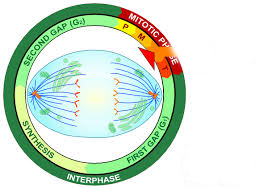 SECOND GAP (G₂)
MITOTIC PHASE
P
M
A
T
FIRST GAP (G₁)
SYNTHESIS
INTERPHASE